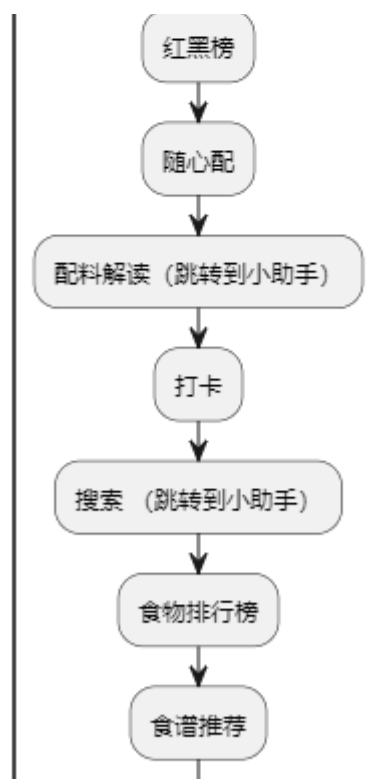 红黑榜
随心配
配料解读（跳转到小助手）
打卡
搜索 （跳转到小助手）
食物排行榜
食谱推荐